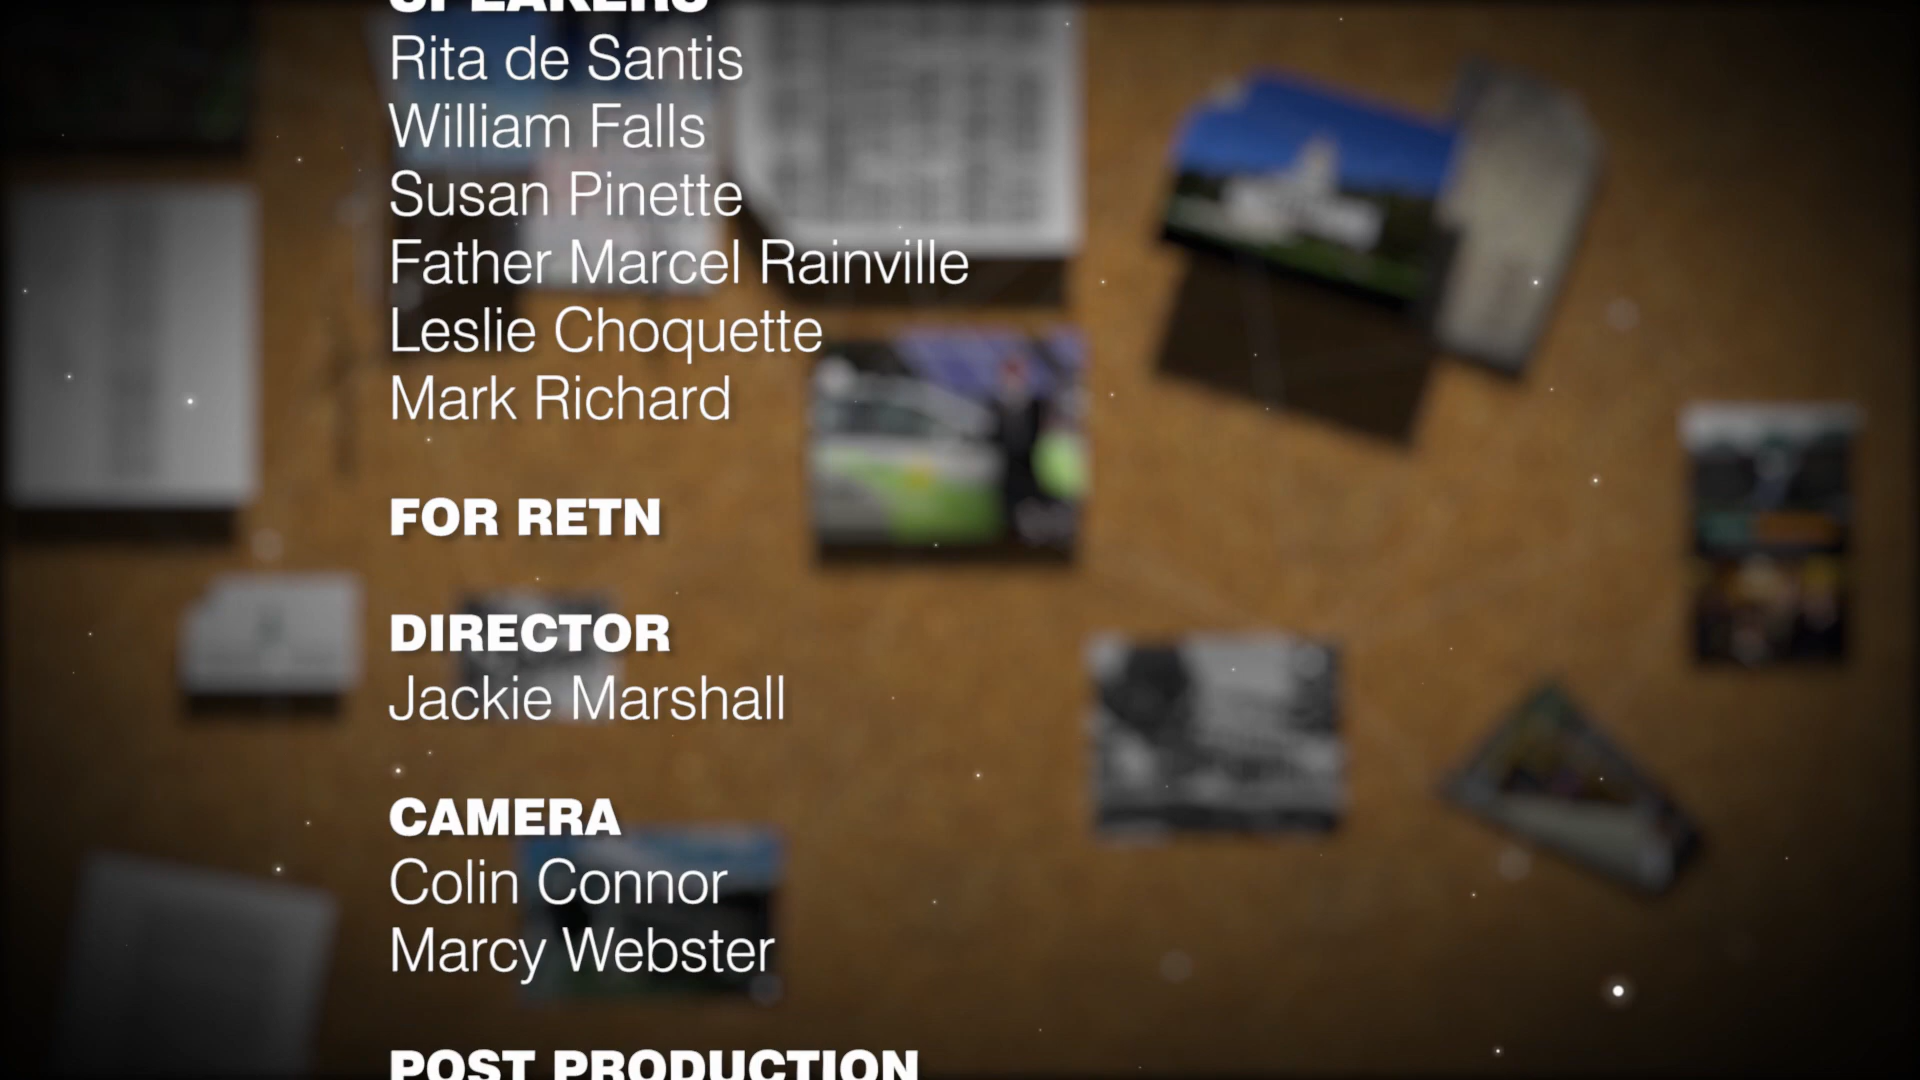 SPEAKERS
Rita de Santis
William Falls
Susan Pinette
Father Marcel Rainville
Leslie Choquette
Mark Richard
FOR RETN
DIRECTOR
Jackie Marshall
CAMERA
Colin Connor
Marcy Webster
POST PRODUCTION